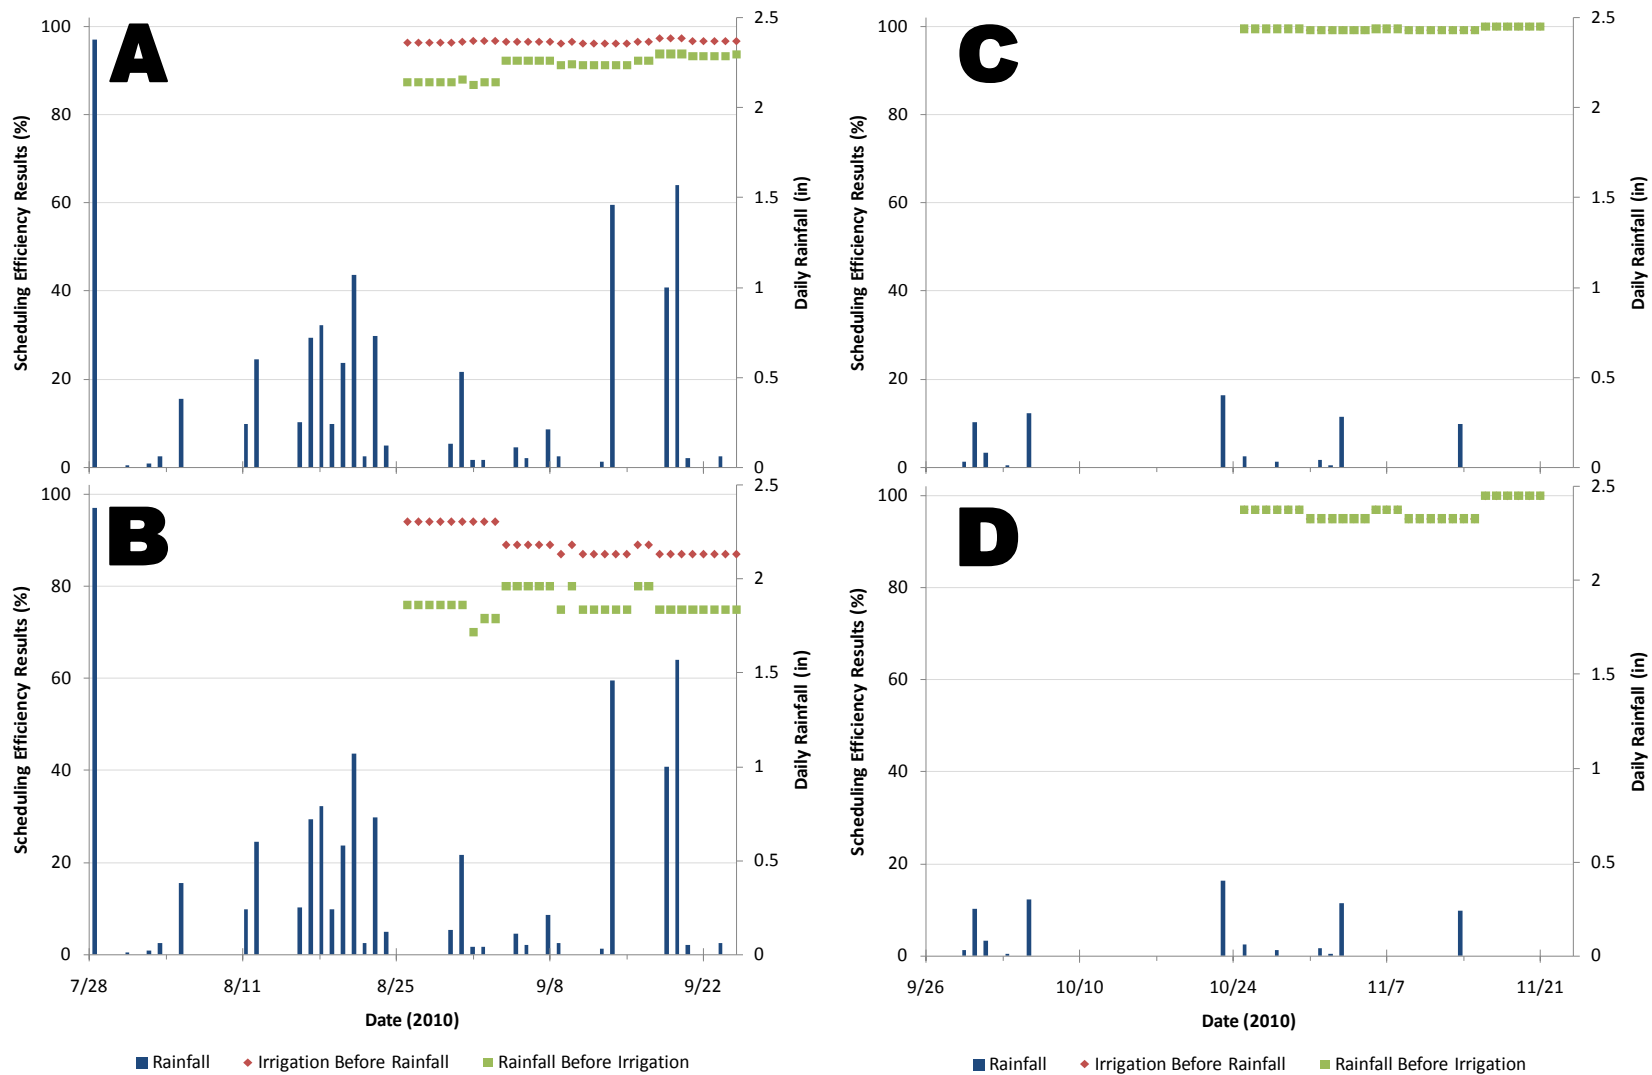 A
Scheduling Efficiency Results (%)
100
80
60
40
20
0
2.5
2
1.5
1
0.5
0
Daily Rainfall (in)
C
Scheduling Efficiency Results (%)
100
80
60
40
20
0
2.5
2
1.5
1
0.5
0
Daily Rainfall (in)
B
Scheduling Efficiency Results (%)
100
80
60
40
20
0
2.5
2
1.5
1
0.5
0
Daily Rainfall (in)
7/28 8/11 8/25 9/8 9/22
Date (2010)
Rainfall Irrigation Before Rainfall Rainfall Before Irrigation
D
Scheduling Efficiency Results (%)
100
80
60
40
20
0
2.5
2
1.5
1
0.5
0
Daily Rainfall (in)
9/26 10/10 10/24 11/7 11/21
Date (2010)
Rainfall Irrigation Before Rainfall Rainfall Before Irrigation